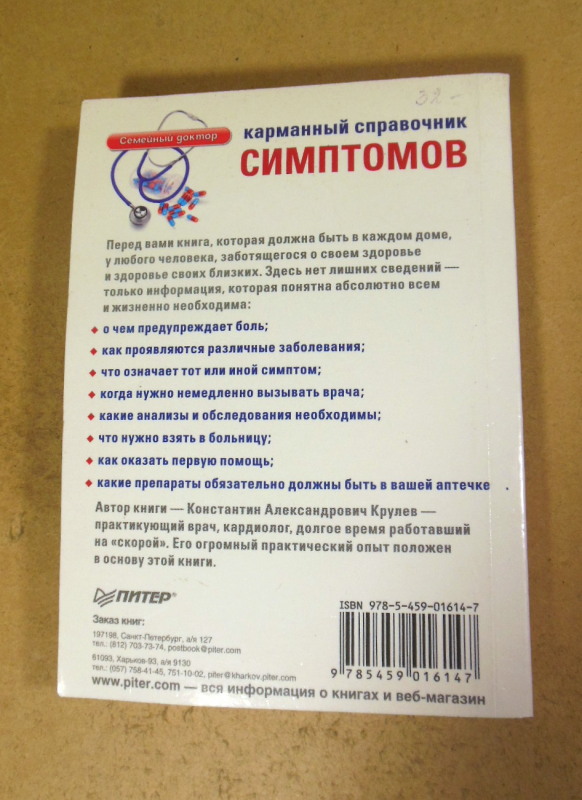 32-
Семейный доктор
карманный справочник
СИМПТОМОВ
Перед вами книга, которая должна быть в каждом доме,
у любого человека, заботящегося о своем здоровье
и здоровье своих близких. Здесь нет лишних сведений —
только информация, которая понятна абсолютно всем
и жизненно необходима:
♦ о чем предупреждает боль;
♦ как проявляются различные заболевания;
♦ что означает тот или иной симптом;
♦ когда нужно немедленно вызывать врача;
♦ какие анализы и обследования необходимы;
♦ что нужно взять в больницу;
♦ как оказать первую помощь;
♦ какие препараты обязательно должны быть в вашей аптечке .
Автор книги — Константин Александрович Крулев —
практикующий врач, кардиолог, долгое время работавший
на «скорой». Его огромный практический опыт положен
в основу этой книги.
ПИТЕР®
Заказ книг:
197198, Санкт-Петербург, а/я 127
тел.: (812) 703-73-74, postbook@piter.com
61093, Харьков-93, а/я 9130
тел.: (057) 758-41-45, 751-10-02, piter@kharkov.piter.com
www.piter.com — вся информация о книгах и веб-магазин
ISBN 978-5-459-01614-7
9 785459 016147